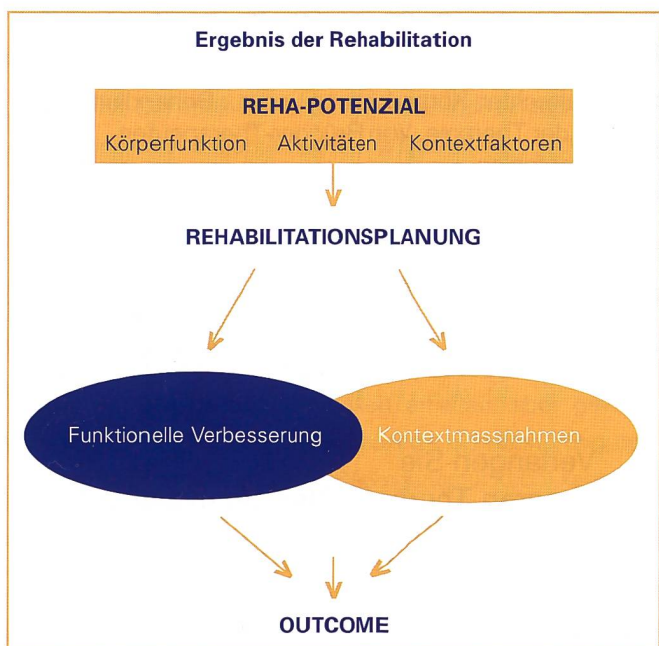 Ergebnis der Rehabilitation
REHA-POTENZIAL
Körperfunktion Aktivitäten Kontextfaktoren
REHABILITATIONSPLANUNG
Funktionelle Verbesserung Kontextmassnahmen
OUTCOME